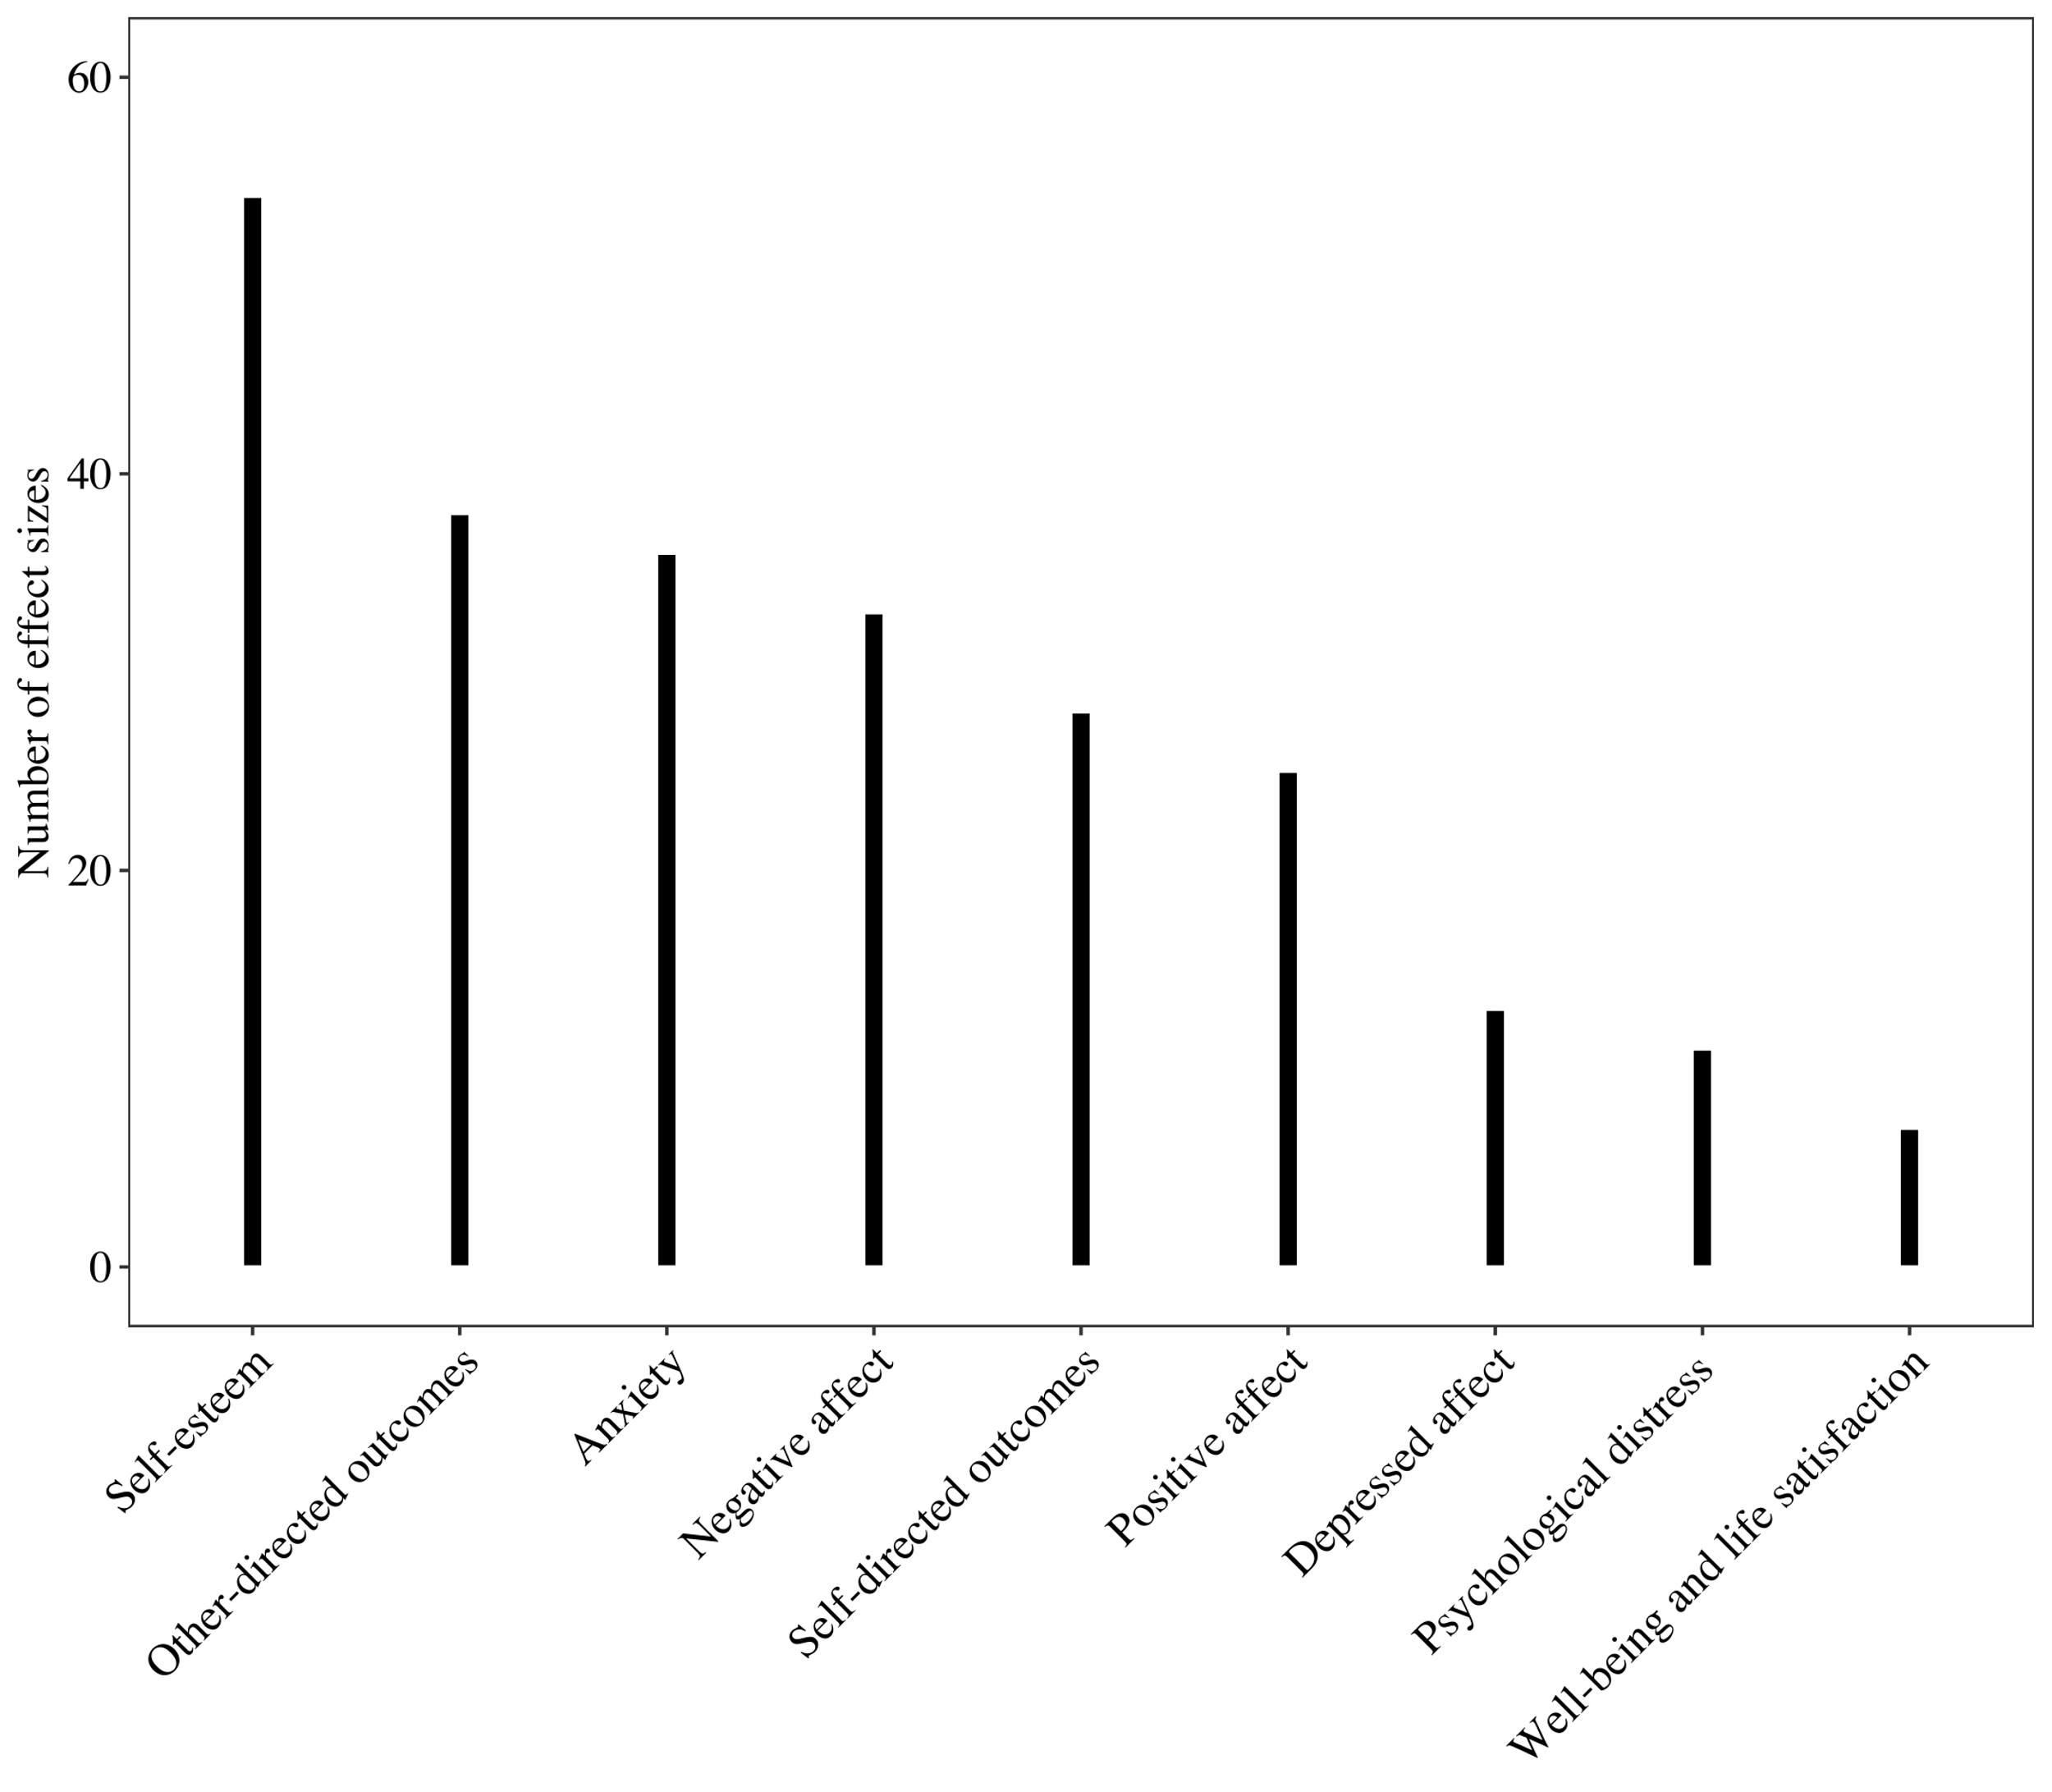 Number of effect sizes
60
40
20
0
Self-esteem
Other-directed outcomes
Anxiety
Negative affect
Self-directed outcomes
Positive affect
Depressed affect
Psychological distress
Well-being and life satisfaction